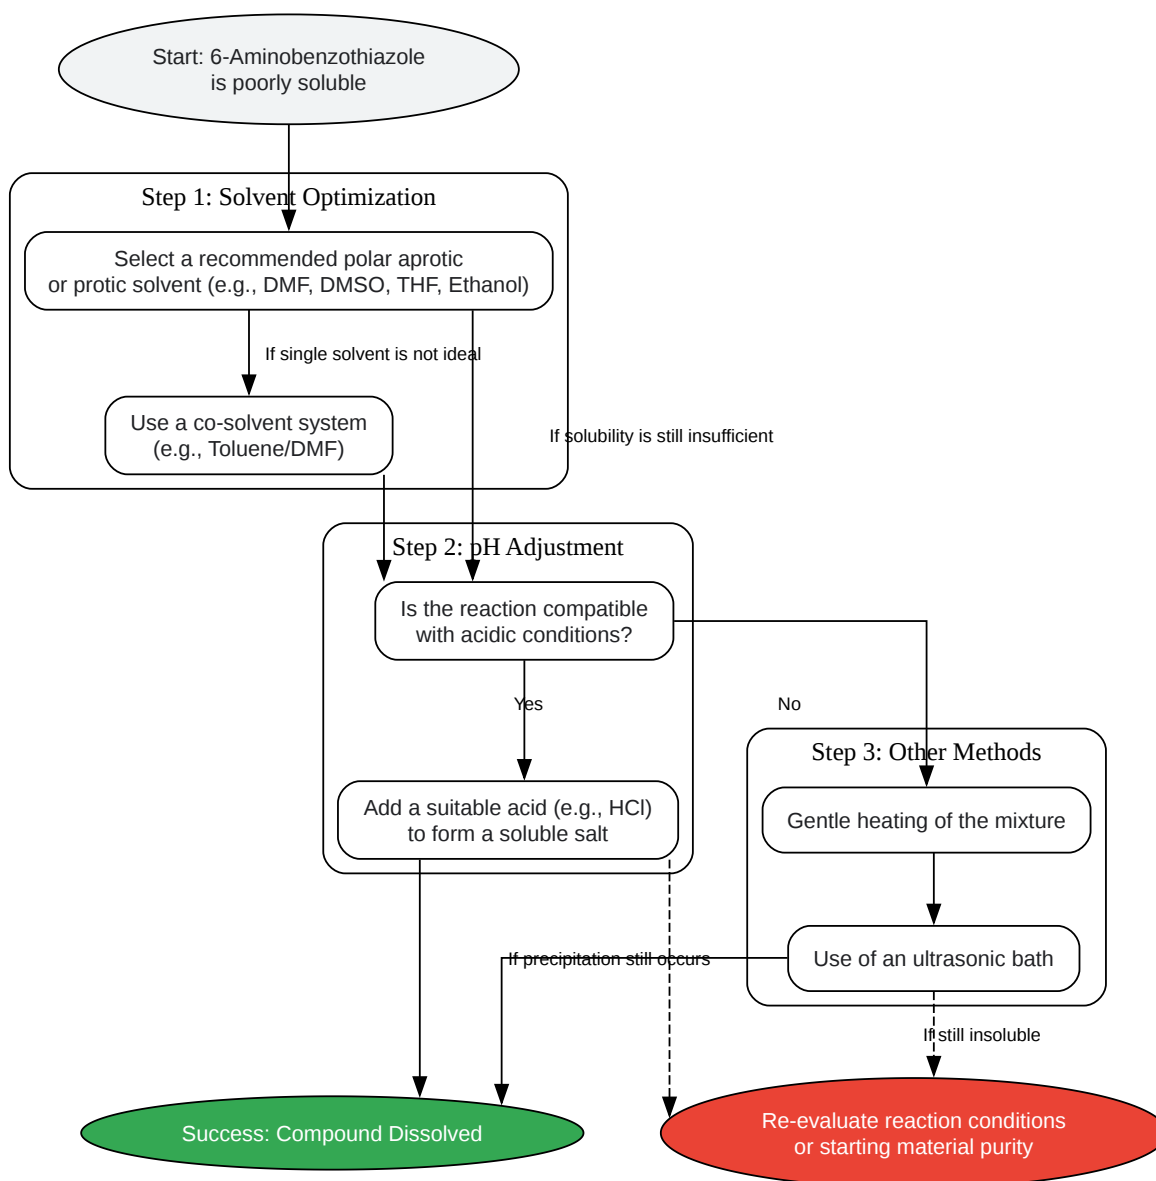 Start: 6-Aminobenzothiazole
is poorly soluble
Step 1: Solvent Optimization
Select a recommended polar aprotic
or protic solvent (e.g., DMF, DMSO, THF, Ethanol)
If single solvent is not ideal
Use a co-solvent system
(e.g., Toluene/DMF)
If solubility is still insufficient
Step 2: pH Adjustment
Is the reaction compatible
with acidic conditions?
Yes
No
Step 3: Other Methods
Add a suitable acid (e.g., HCl)
to form a soluble salt
Gentle heating of the mixture
If precipitation still occurs
Use of an ultrasonic bath
If still insoluble
Success: Compound Dissolved
Re-evaluate reaction conditions
or starting material purity